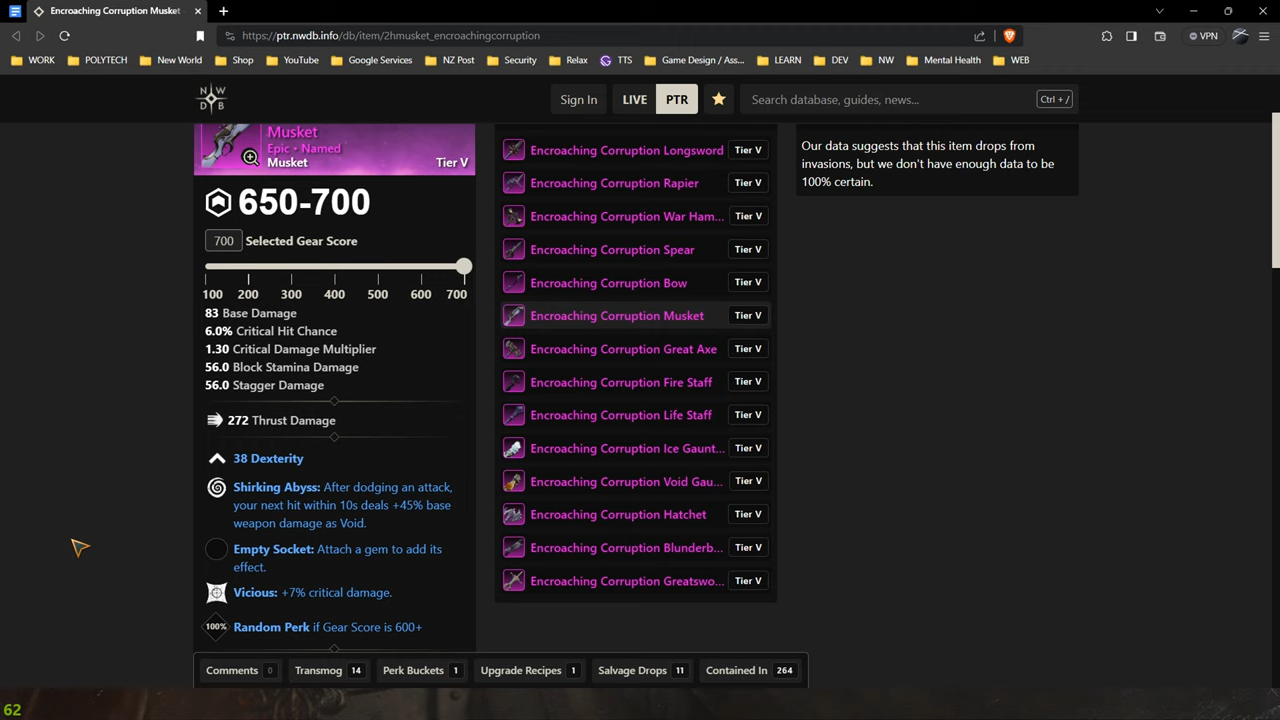 Encroaching Corruption Musket
https://ptr.nwdb.info/db/item/2hmusket_encroachingcorruption
VPN
WORK
POLYTECH
New World
Shop
YouTube
Google Services
NZ Post
Security
Relax
TTS
Game Design / Ass...
LEARN
DEV
NW
Mental Health
WEB
NW
DB
Sign In
LIVE
PTR
Search database, guides, news...
Ctrl + /
Musket
Epic • Named
Musket
Tier V
650-700
700 Selected Gear Score
100 200 300 400 500 600 700
83 Base Damage
6.0% Critical Hit Chance
1.30 Critical Damage Multiplier
56.0 Block Stamina Damage
56.0 Stagger Damage
272 Thrust Damage
38 Dexterity
Shirking Abyss: After dodging an attack,
your next hit within 10s deals +45% base
weapon damage as Void.
Empty Socket: Attach a gem to add its
effect.
Vicious: +7% critical damage.
100% Random Perk if Gear Score is 600+
Encroaching Corruption Longsword Tier V
Encroaching Corruption Rapier Tier V
Encroaching Corruption War Ham... Tier V
Encroaching Corruption Spear Tier V
Encroaching Corruption Bow Tier V
Encroaching Corruption Musket Tier V
Encroaching Corruption Great Axe Tier V
Encroaching Corruption Fire Staff Tier V
Encroaching Corruption Life Staff Tier V
Encroaching Corruption Ice Gaunt... Tier V
Encroaching Corruption Void Gau... Tier V
Encroaching Corruption Hatchet Tier V
Encroaching Corruption Blunderb... Tier V
Encroaching Corruption Greatswo... Tier V
Our data suggests that this item drops from
invasions, but we don't have enough data to be
100% certain.
Comments 0
Transmog 14
Perk Buckets 1
Upgrade Recipes 1
Salvage Drops 11
Contained In 264
62